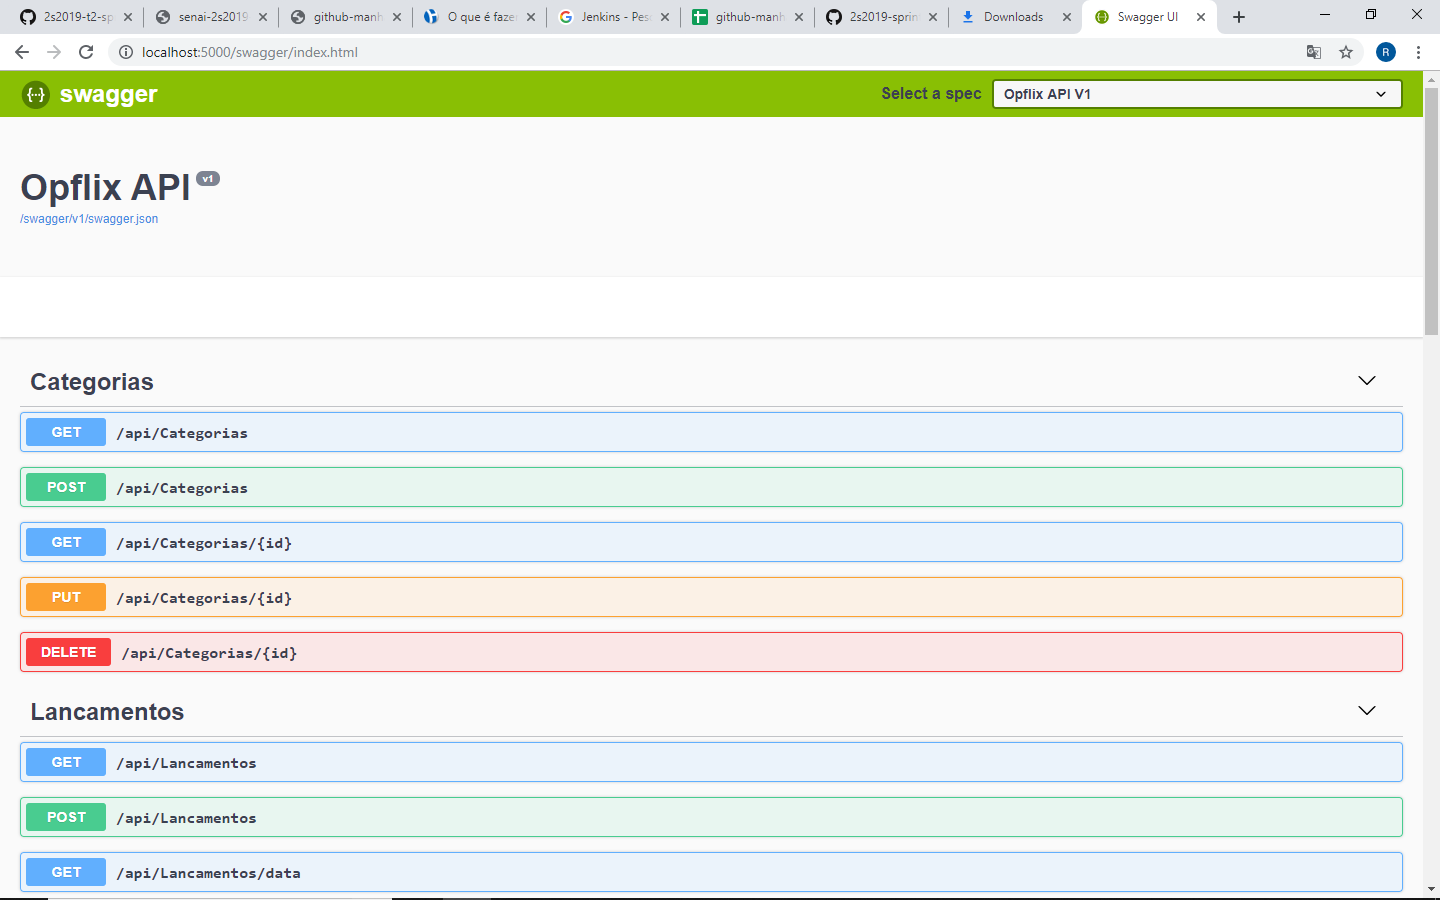 2s2019-t2-sp
senai-2s2019
github-manh
O que é fazer
Jenkins - Pes
github-manh
2s2019-sprin
Downloads
Swagger UI
localhost:5000/swagger/index.html
R
swagger
Select a spec
Opflix API V1
Opflix API v1
/swagger/v1/swagger.json
Categorias
GET /api/Categorias
POST /api/Categorias
GET /api/Categorias/{id}
PUT /api/Categorias/{id}
DELETE /api/Categorias/{id}
Lancamentos
GET /api/Lancamentos
POST /api/Lancamentos
GET /api/Lancamentos/data